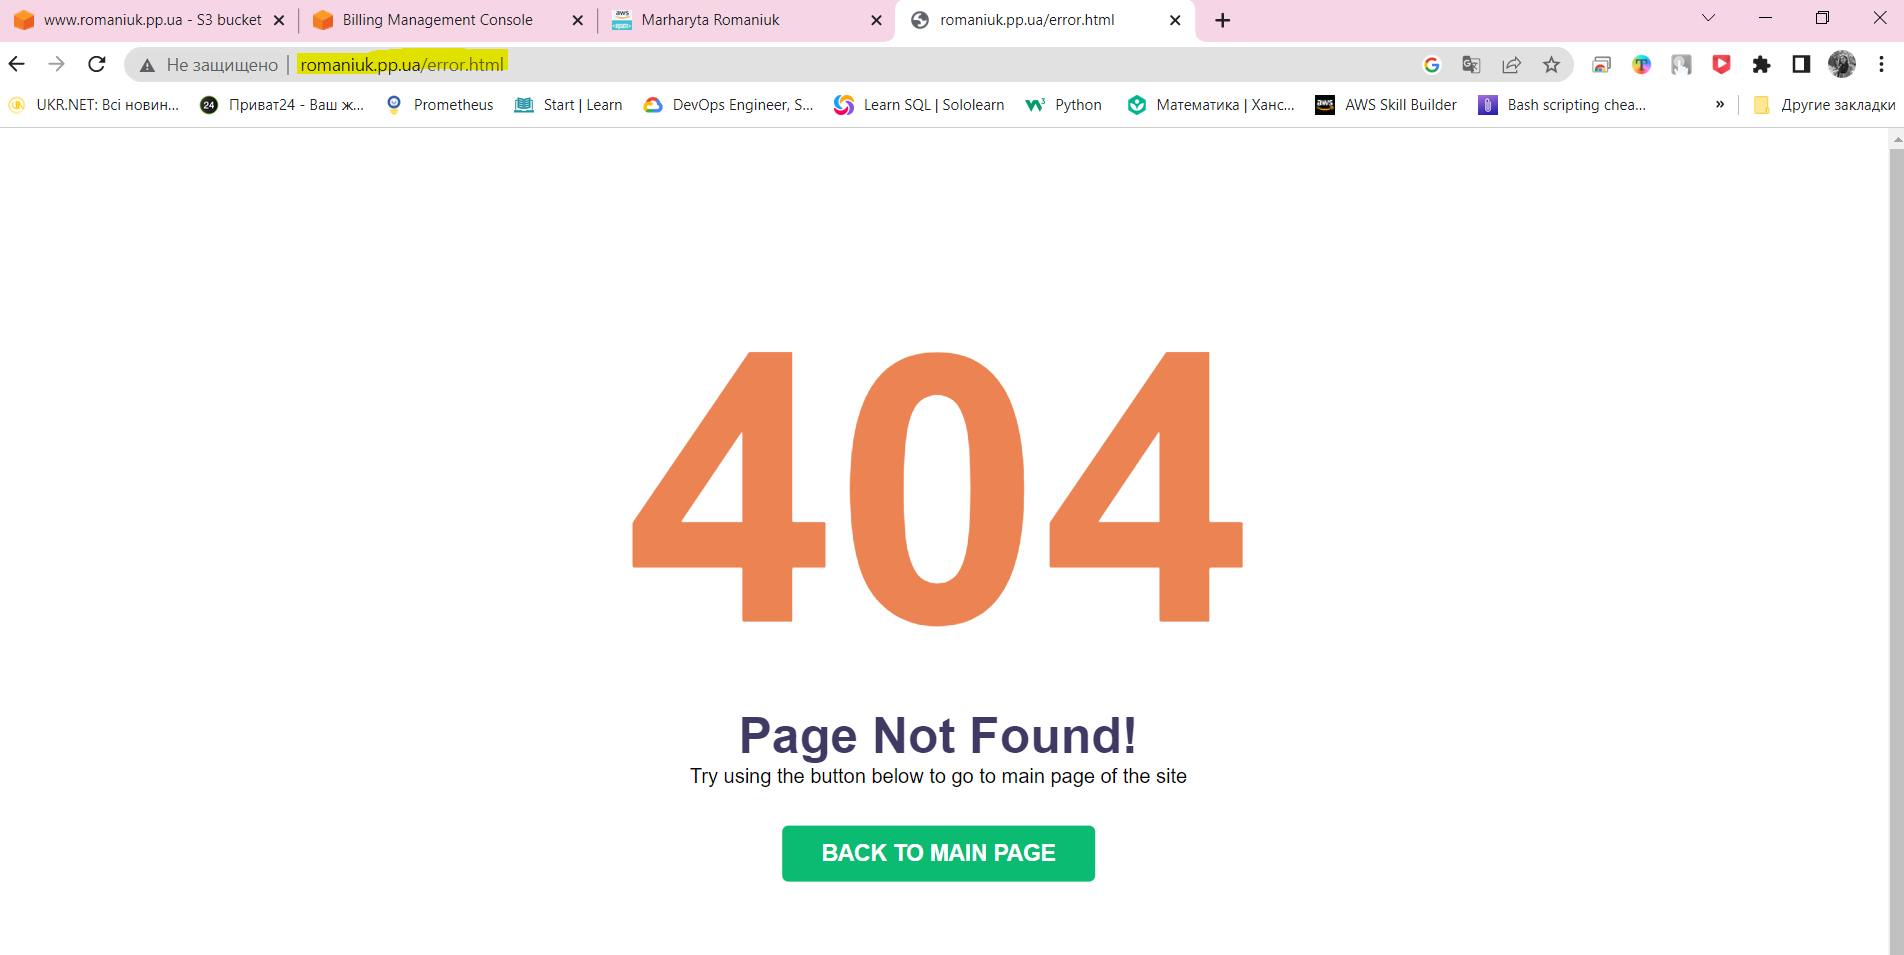 www.romaniuk.pp.ua - S3 bucket
Billing Management Console
Marharyta Romaniuk
romaniuk.pp.ua/error.html
Не защищено | romaniuk.pp.ua/error.html
UKR.NET: Всі новин...
24
Приват24 - Ваш ж...
Prometheus
Start | Learn
DevOps Engineer, S...
Learn SQL | Sololearn
Python
Математика | Ханс...
aws
AWS Skill Builder
Bash scripting chea...
»
Другие закладки
404
Page Not Found!
Try using the button below to go to main page of the site
BACK TO MAIN PAGE